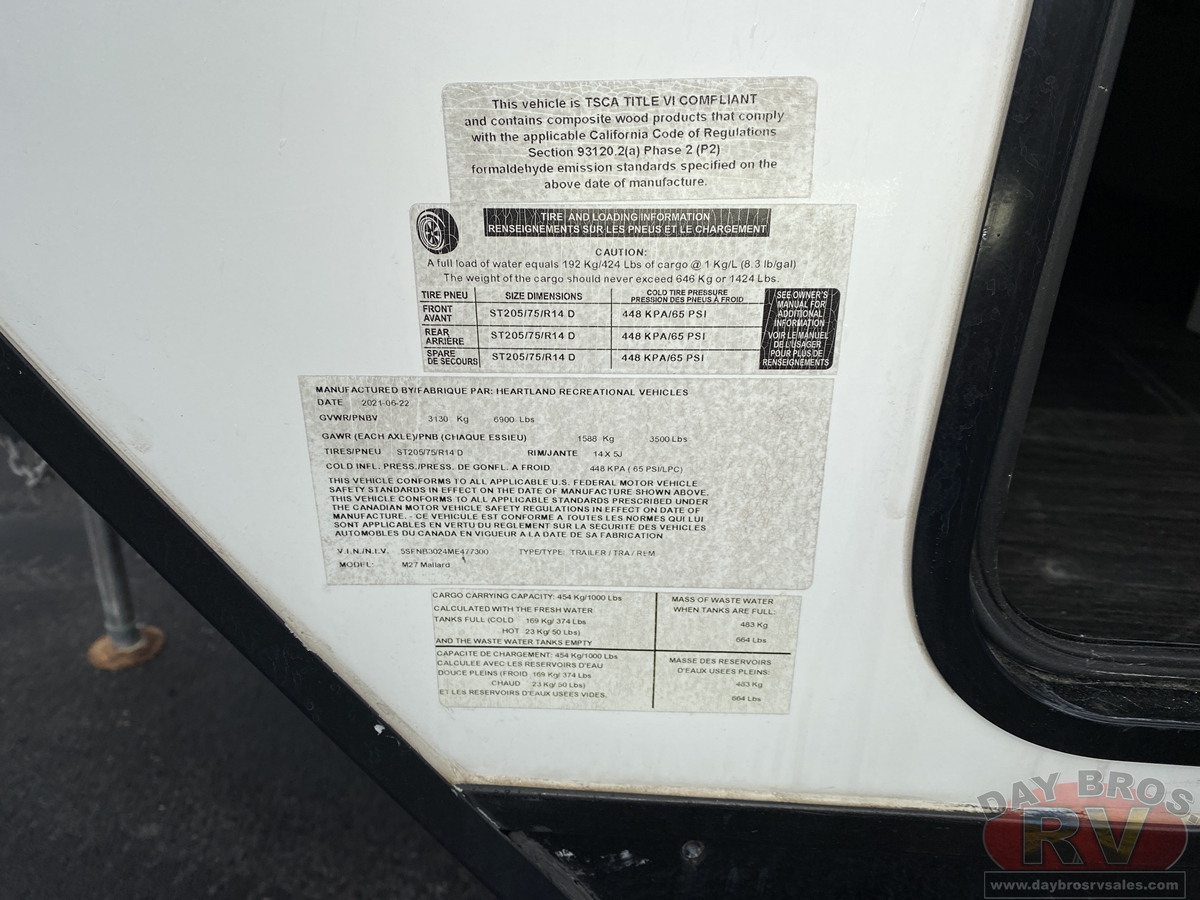 This vehicle is TSCA TITLE VI COMPLIANT
and contains composite wood products that comply
with the applicable California Code of Regulations
Section 93120.2(a) Phase 2 (P2)
formaldehyde emission standards specified on the
above date of manufacture.
TIRE AND LOADING INFORMATION
RENSEIGNEMENTS SUR LES PNEUS ET LE CHARGEMENT
CAUTION:
A full load of water equals 192 Kg/424 Lbs of cargo @ 1 Kg/L (8.3 lb/gal)
The weight of the cargo should never exceed 646 Kg or 1424 Lbs.
TIRE PNEU SIZE DIMENSIONS COLD TIRE PRESSURE
PRESSION DES PNEUS À FROID
FRONT
AVANT ST205/75/R14 D 448 KPA/65 PSI
REAR
ARRIÈRE ST205/75/R14 D 448 KPA/65 PSI
SPARE
DE SECOURS ST205/75/R14 D 448 KPA/65 PSI
SEE OWNER'S
MANUAL FOR
ADDITIONAL
INFORMATION
VOIR LE MANUEL
DE L'USAGER
POUR PLUS DE
RENSEIGNEMENTS
MANUFACTURED BY/FABRIQUE PAR: HEARTLAND RECREATIONAL VEHICLES
DATE 2021-06-22
GVWR/PNBV 3130 Kg 6900 Lbs
GAWR (EACH AXLE)/PNB (CHAQUE ESSIEU) 1588 Kg 3500 Lbs
TIRES/PNEU ST205/75/R14 D RIM/JANTE 14 X 5J
COLD INFL. PRESS./PRESS. DE GONFL. A FROID 448 KPA ( 65 PSI/LPC)
THIS VEHICLE CONFORMS TO ALL APPLICABLE U.S. FEDERAL MOTOR VEHICLE
SAFETY STANDARDS IN EFFECT ON THE DATE OF MANUFACTURE SHOWN ABOVE.
THIS VEHICLE CONFORMS TO ALL APPLICABLE STANDARDS PRESCRIBED UNDER
THE CANADIAN MOTOR VEHICLE SAFETY REGULATIONS IN EFFECT ON DATE OF
MANUFACTURE. - CE VEHICULE EST CONFORME A TOUTES LES NORMES QUI LUI
SONT APPLICABLES EN VERTU DU REGLEMENT SUR LA SECURITE DES VEHICLES
AUTOMOBILES DU CANADA EN VIGUEUR A LA DATE DE SA FABRICATION
V.I.N./N.I.V. 5SFNB3024ME477300 TYPE/TYPE: TRAILER / TRA / REM
MODEL: M27 Mallard
CARGO CARRYING CAPACITY: 454 Kg/1000 Lbs
CALCULATED WITH THE FRESH WATER
TANKS FULL (COLD 169 Kg/ 374 Lbs
HOT 23 Kg/ 50 Lbs)
AND THE WASTE WATER TANKS EMPTY
MASS OF WASTE WATER
WHEN TANKS ARE FULL:
483 Kg
664 Lbs
CAPACITE DE CHARGEMENT: 454 Kg/1000 Lbs
CALCULEE AVEC LES RESERVOIRS D'EAU
DOUCE PLEINS (FROID 169 Kg/ 374 Lbs
CHAUD 23 Kg/ 50 Lbs)
ET LES RESERVOIRS D'EAUX USEES VIDES.
MASSE DES RESERVOIRS
D'EAUX USEES PLEINS:
483 Kg
664 Lbs
DAY BROS.
RV
www.daybrosrvsales.com